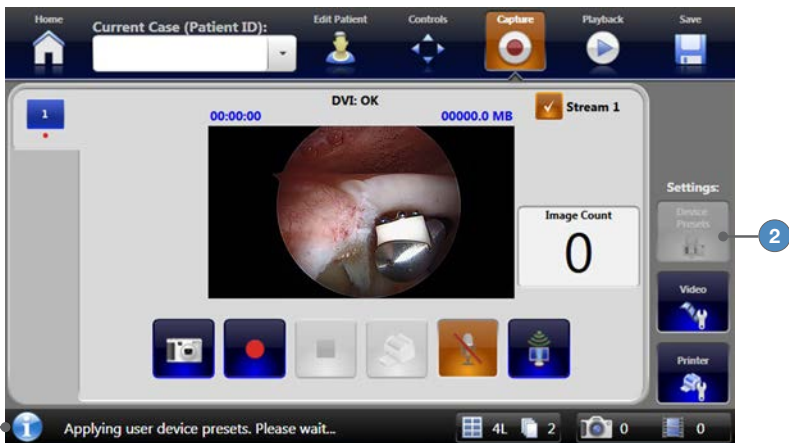 Home
Current Case (Patient ID):
Edit Patient
Controls
Capture
Playback
Save
1
DVI: OK
00:00:00
00000.0 MB
Stream 1
Settings:
Device
Presets
2
Image Count
0
Video
Printer
Applying user device presets. Please wait...
4L
2
0
0